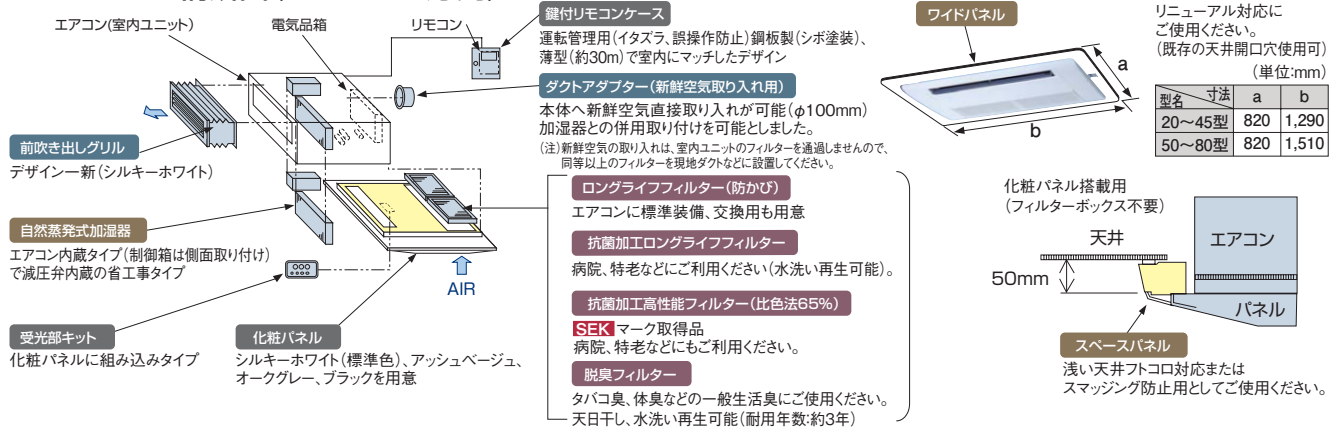 エアコン(室内ユニット)
電気品箱
リモコン
鍵付リモコンケース
運転管理用(イタズラ、誤操作防止)鋼板製(シボ塗装)、
薄型(約30m)で室内にマッチしたデザイン
ダクトアダプター(新鮮空気取り入れ用)
本体へ新鮮空気直接取り入れが可能(φ100mm)
加湿器との併用取り付けを可能としました。
(注)新鮮空気の取り入れは、室内ユニットのフィルターを通過しませんので、
同等以上のフィルターを現地ダクトなどに設置してください。
前吹き出しグリル
デザイン一新(シルキーホワイト)
自然蒸発式加湿器
エアコン内蔵タイプ(制御箱は側面取り付け)
で減圧弁内蔵の省工事タイプ
受光部キット
化粧パネルに組み込みタイプ
AIR
化粧パネル
シルキーホワイト(標準色)、アッシュベージュ、
オークグレー、ブラックを用意
ロングライフフィルター(防かび)
エアコンに標準装備、交換用も用意
抗菌加工ロングライフフィルター
病院、特老などにご利用ください(水洗い再生可能)。
抗菌加工高性能フィルター(比色法65%)
SEK マーク取得品
病院、特老などにもご利用ください。
脱臭フィルター
タバコ臭、体臭などの一般生活臭にご使用ください。
天日干し、水洗い再生可能(耐用年数:約3年)
ワイドパネル
a
b
リニューアル対応に
ご使用ください。
(既存の天井開口穴使用可)
(単位:mm)
型名 寸法 a b
20〜45型 820 1,290
50〜80型 820 1,510
化粧パネル搭載用
(フィルターボックス不要)
天井
エアコン
50mm
パネル
スペースパネル
浅い天井フトコロ対応または
スマッジング防止用としてご使用ください。